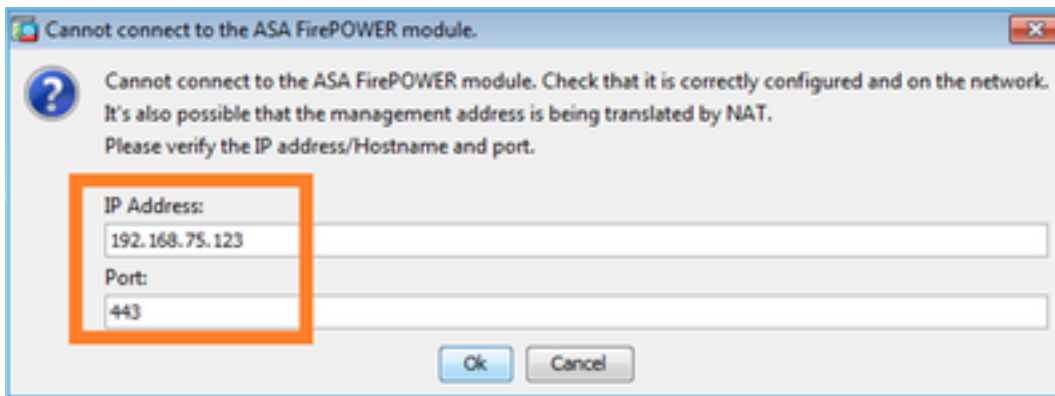 Cannot connect to the ASA FirePOWER module.
Cannot connect to the ASA FirePOWER module. Check that it is correctly configured and on the network.
It's also possible that the management address is being translated by NAT.
Please verify the IP address/Hostname and port.
IP Address:
192.168.75.123
Port:
443
Ok Cancel